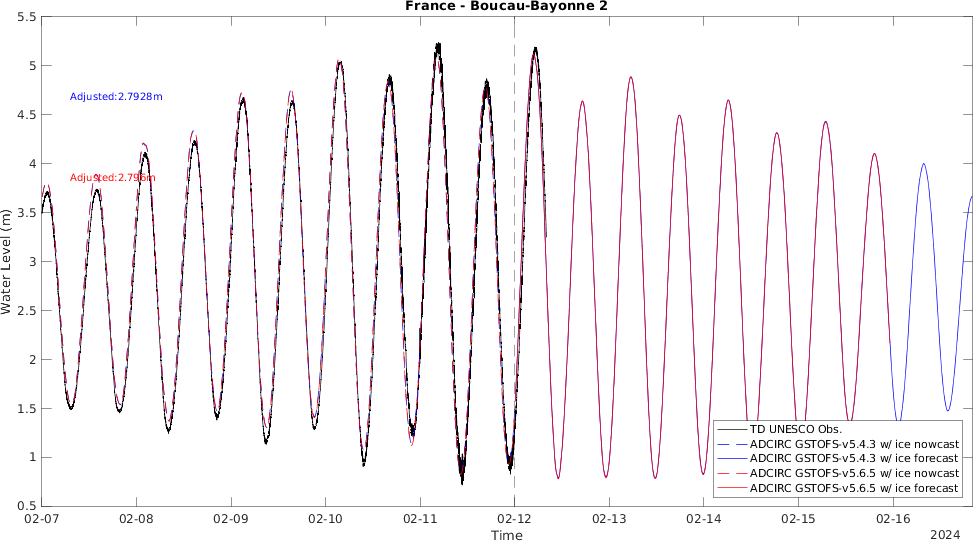 France - Boucau-Bayonne 2
5.5
5
4.5
4
3.5
3
2.5
2
1.5
1
0.5
Water Level (m)
Adjusted:2.7928m
Adjusted:2.796m
TD UNESCO Obs.
ADCIRC GSTOFS-v5.4.3 w/ ice nowcast
ADCIRC GSTOFS-v5.4.3 w/ ice forecast
ADCIRC GSTOFS-v5.6.5 w/ ice nowcast
ADCIRC GSTOFS-v5.6.5 w/ ice forecast
02-07 02-08 02-09 02-10 02-11 02-12 02-13 02-14 02-15 02-16
Time
2024